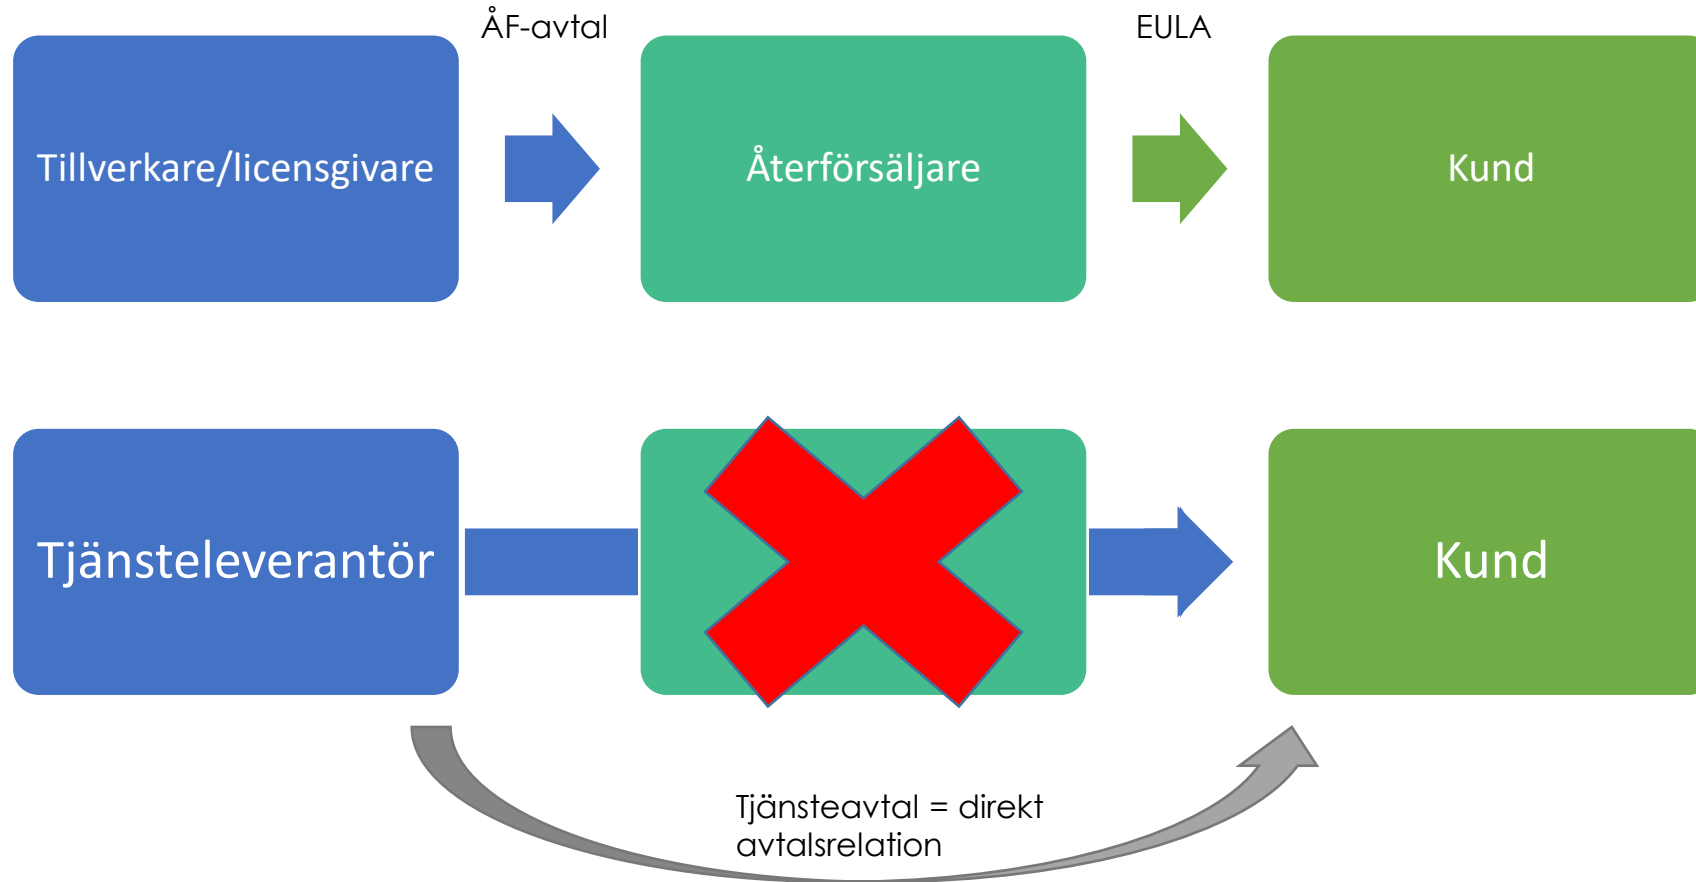 ÅF-avtal
EULA
Tillverkare/licensgivare
Återförsäljare
Kund
Tjänsteleverantör
Kund
Tjänsteavtal = direkt
avtalsrelation